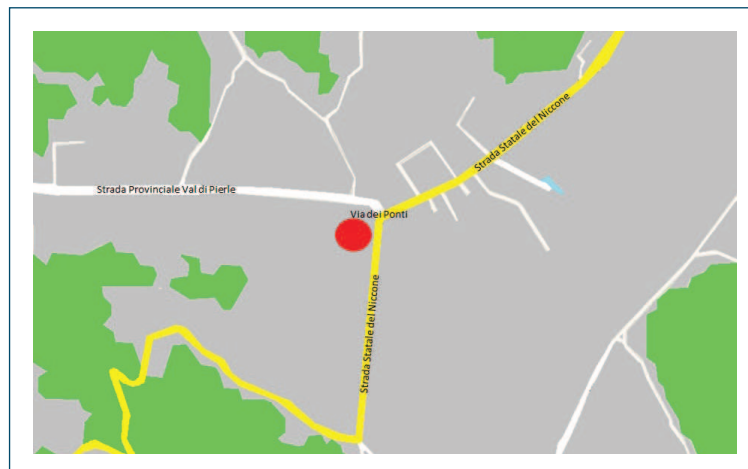 Strada Statale del Niccone
Strada Provinciale Val di Pierle
Via dei Ponti
Strada Statale del Niccone